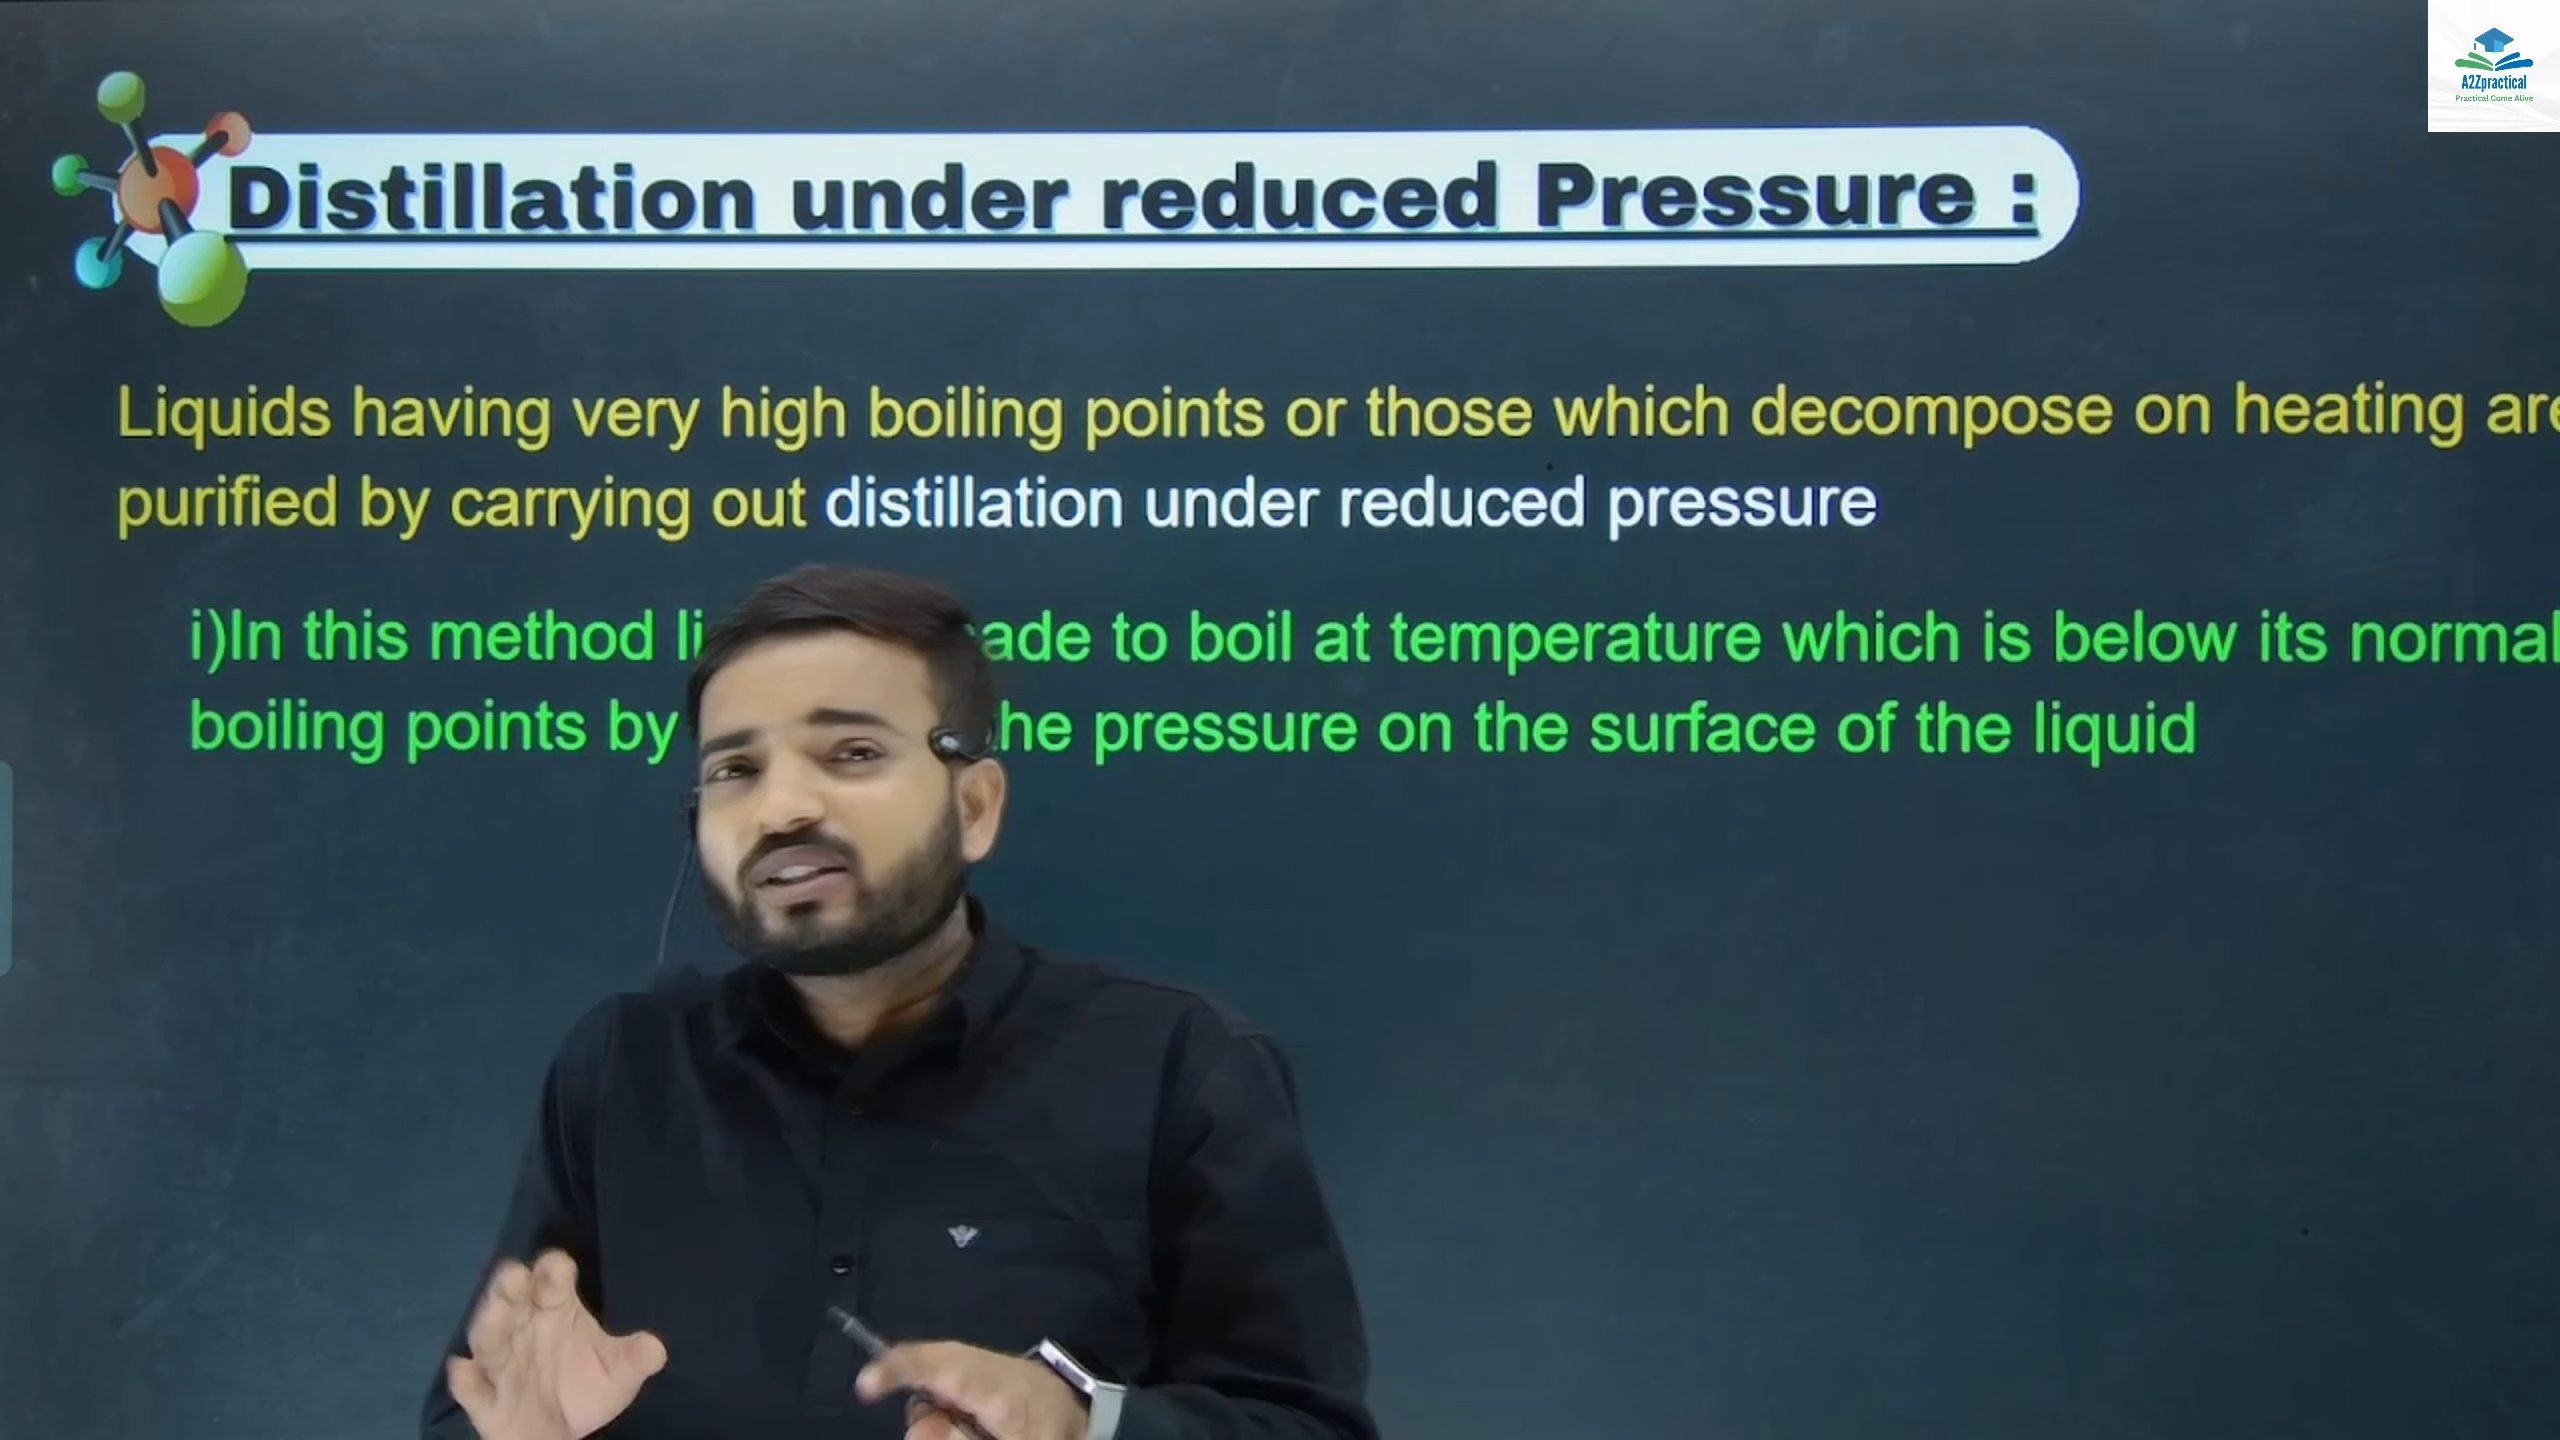 A2Zpractical
Practical Come Alive
Distillation under reduced Pressure :
Liquids having very high boiling points or those which decompose on heating are
purified by carrying out distillation under reduced pressure
i)In this method li ade to boil at temperature which is below its normal
boiling points by he pressure on the surface of the liquid